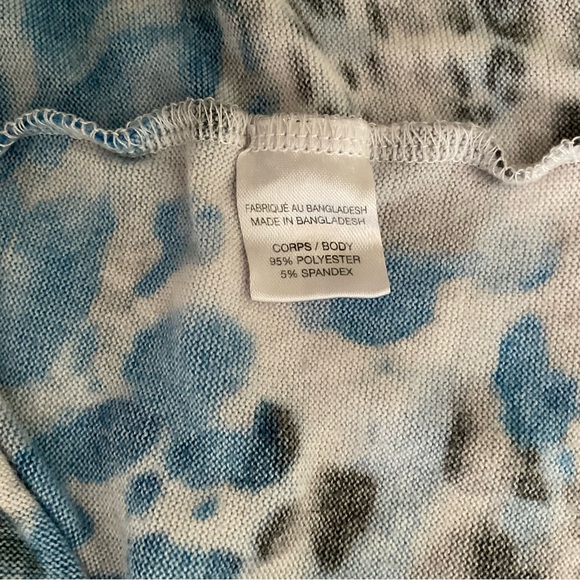 FABRIQUÉ AU BANGLADESH
MADE IN BANGLADESH
CORPS / BODY
95% POLYESTER
5% SPANDEX